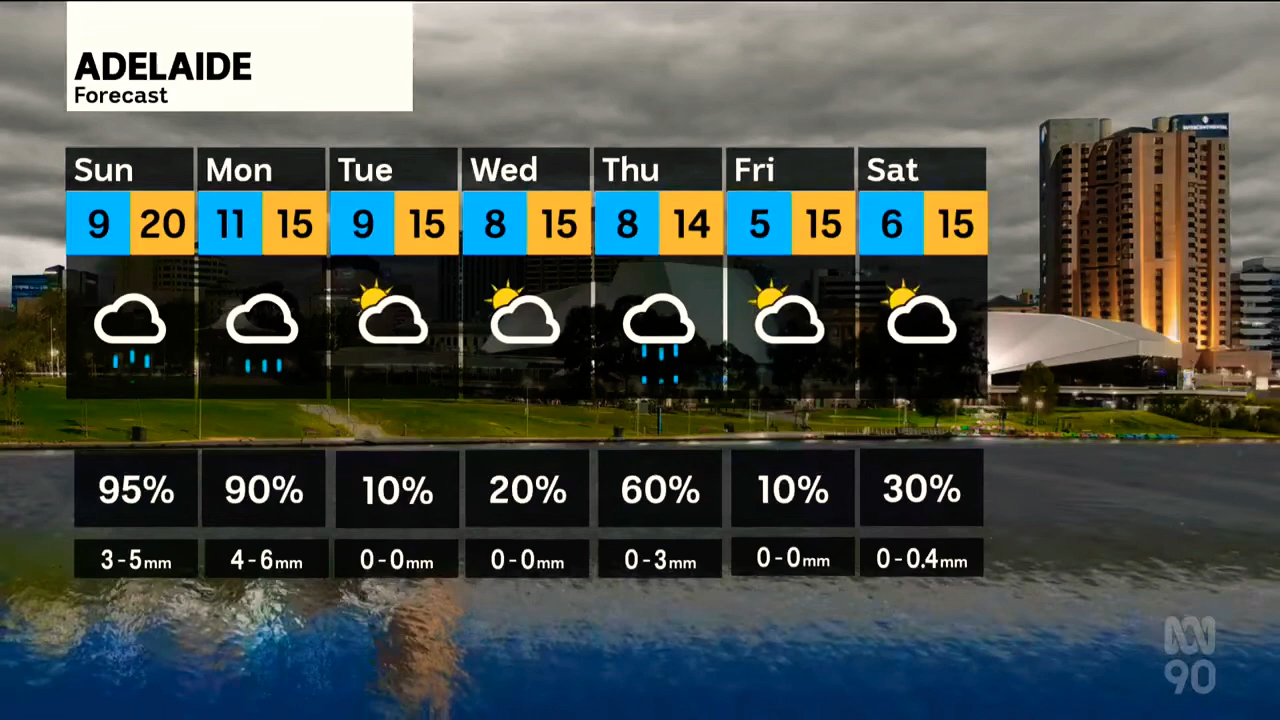 ADELAIDE
Forecast
Sun Mon Tue Wed Thu Fri Sat
9 20 11 15 9 15 8 15 8 14 5 15 6 15
95% 90% 10% 20% 60% 10% 30%
3-5mm 4-6mm 0-0mm 0-0mm 0-3mm 0-0mm 0-0.4mm
INTERCONTINENTAL
90